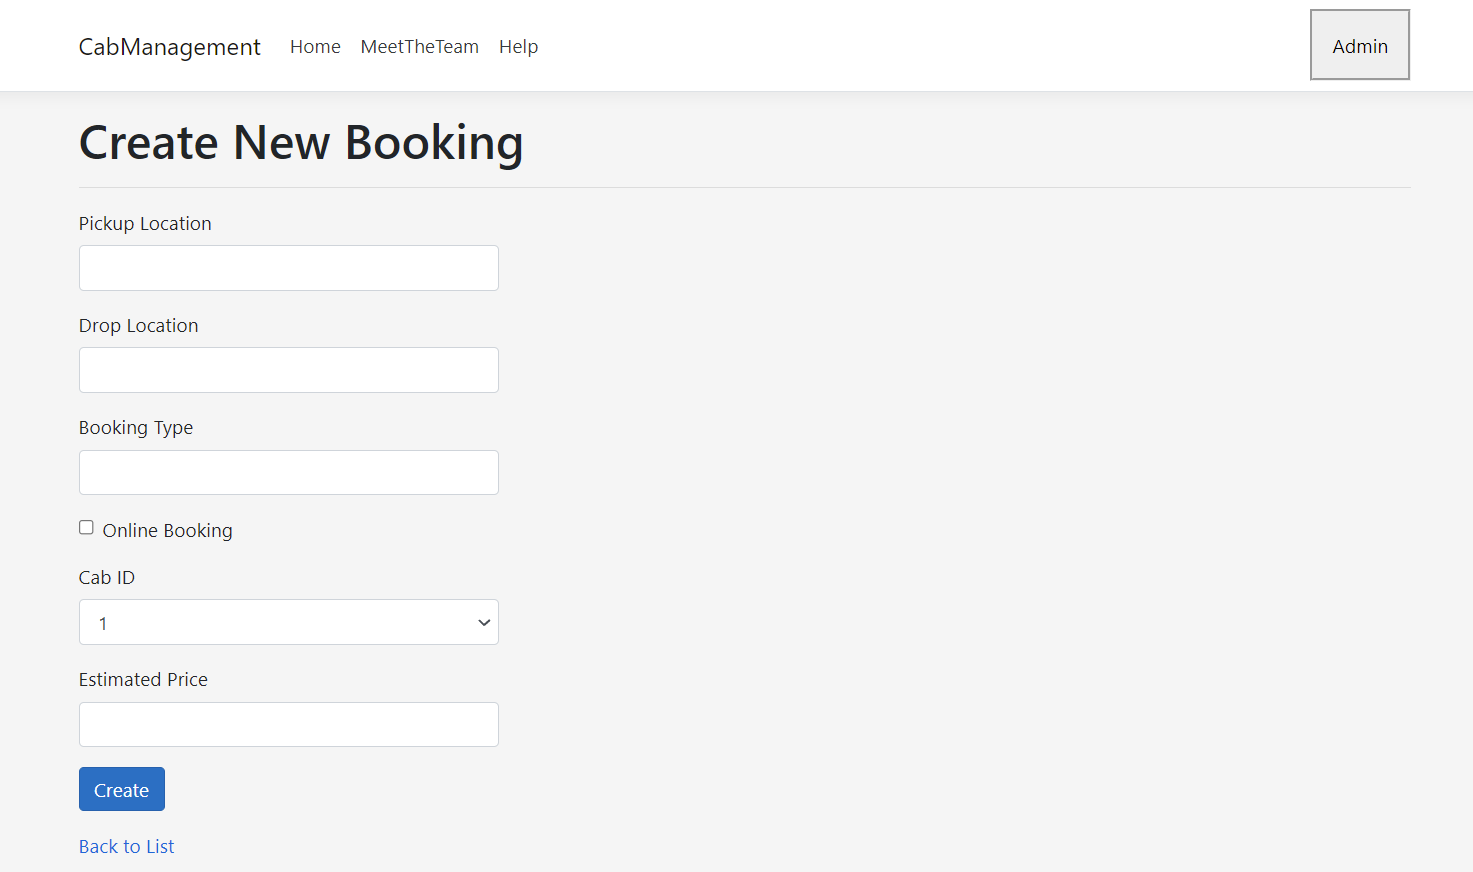 CabManagement Home MeetTheTeam Help Admin
Create New Booking
Pickup Location
Drop Location
Booking Type
Online Booking
Cab ID
1
Estimated Price
Create
Back to List